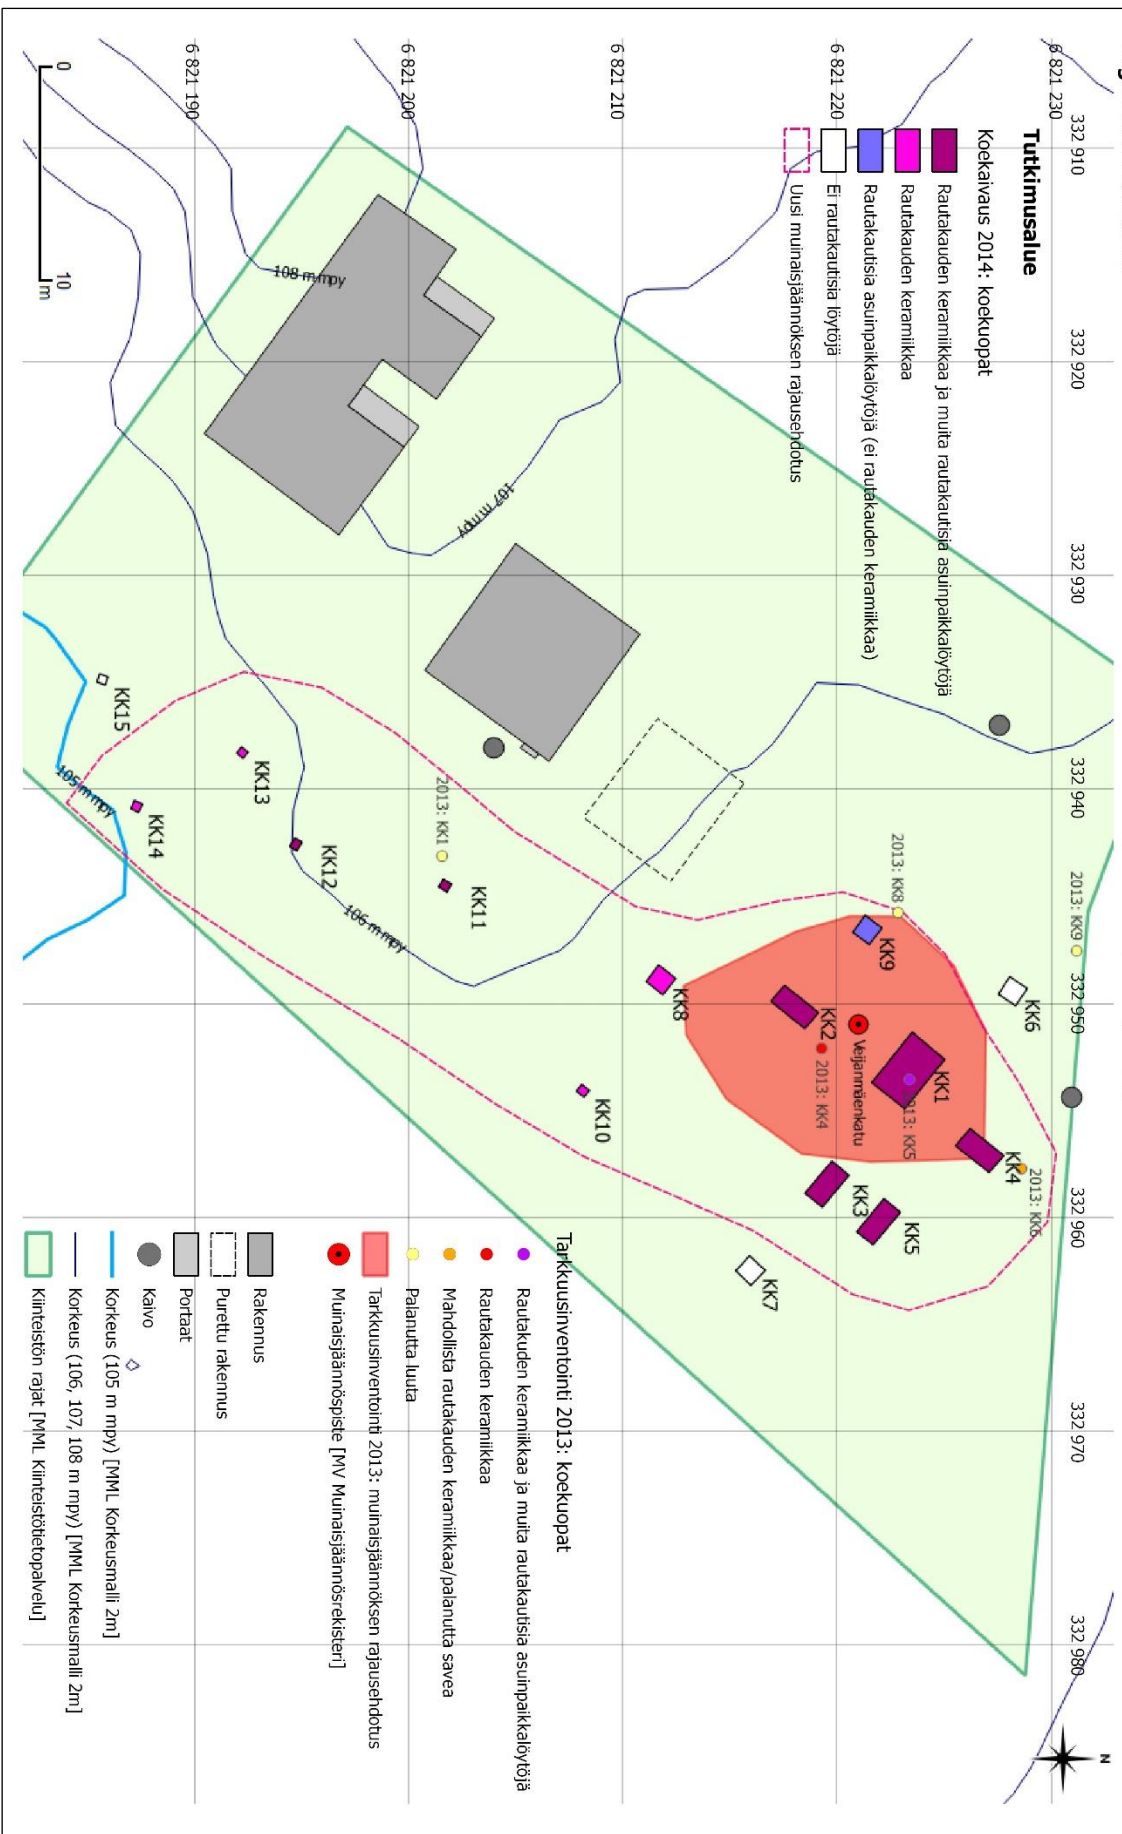 Tutkimusalue
Koekaivaus 2014: koekuopat
Rautakauden keramiikkaa ja muita rautakautisia asuinpaikkalöytöjä
Rautakauden keramiikkaa
Rautakautisia asuinpaikkalöytöjä (ei rautakauden keramiikkaa)
Ei rautakautisia löytöjä
Uusi muinaisjäännöksen rajausehdotus
332 910
332 920
332 930
332 940
332 950
332 960
332 970
332 980
6 821 230
6 821 220
6 821 210
6 821 200
6 821 190
N
2013: KK9
KK6
2013: KK8
KK9
KK1
2013: KK5
KK4
2013: KK6
Veijanmäenkatu
KK2
2013: KK4
KK3
KK5
KK7
KK8
KK10
107 m mpy
2013: KK1
KK11
106 m mpy
KK12
108 m mpy
KK13
KK14
KK15
105 m mpy
Tarkkuusinventointi 2013: koekuopat
Rautakuden keramiikkaa ja muita rautakautisia asuinpaikkalöytöjä
Rautakauden keramiikkaa
Mahdollista rautakauden keramiikkaa/palanutta savea
Palanutta luuta
Tarkkuusinventointi 2013: muinaisjäännöksen rajausehdotus
Muinaisjäännöspiste [MV Muinaisjäännösrekisteri]
Rakennus
Purettu rakennus
Portaat
Kaivo
Korkeus (105 m mpy) [MML Korkeusmalli 2m]
Korkeus (106, 107, 108 m mpy) [MML Korkeusmalli 2m]
Kiinteistön rajat [MML Kiinteistötietopalvelu]
0
10
m